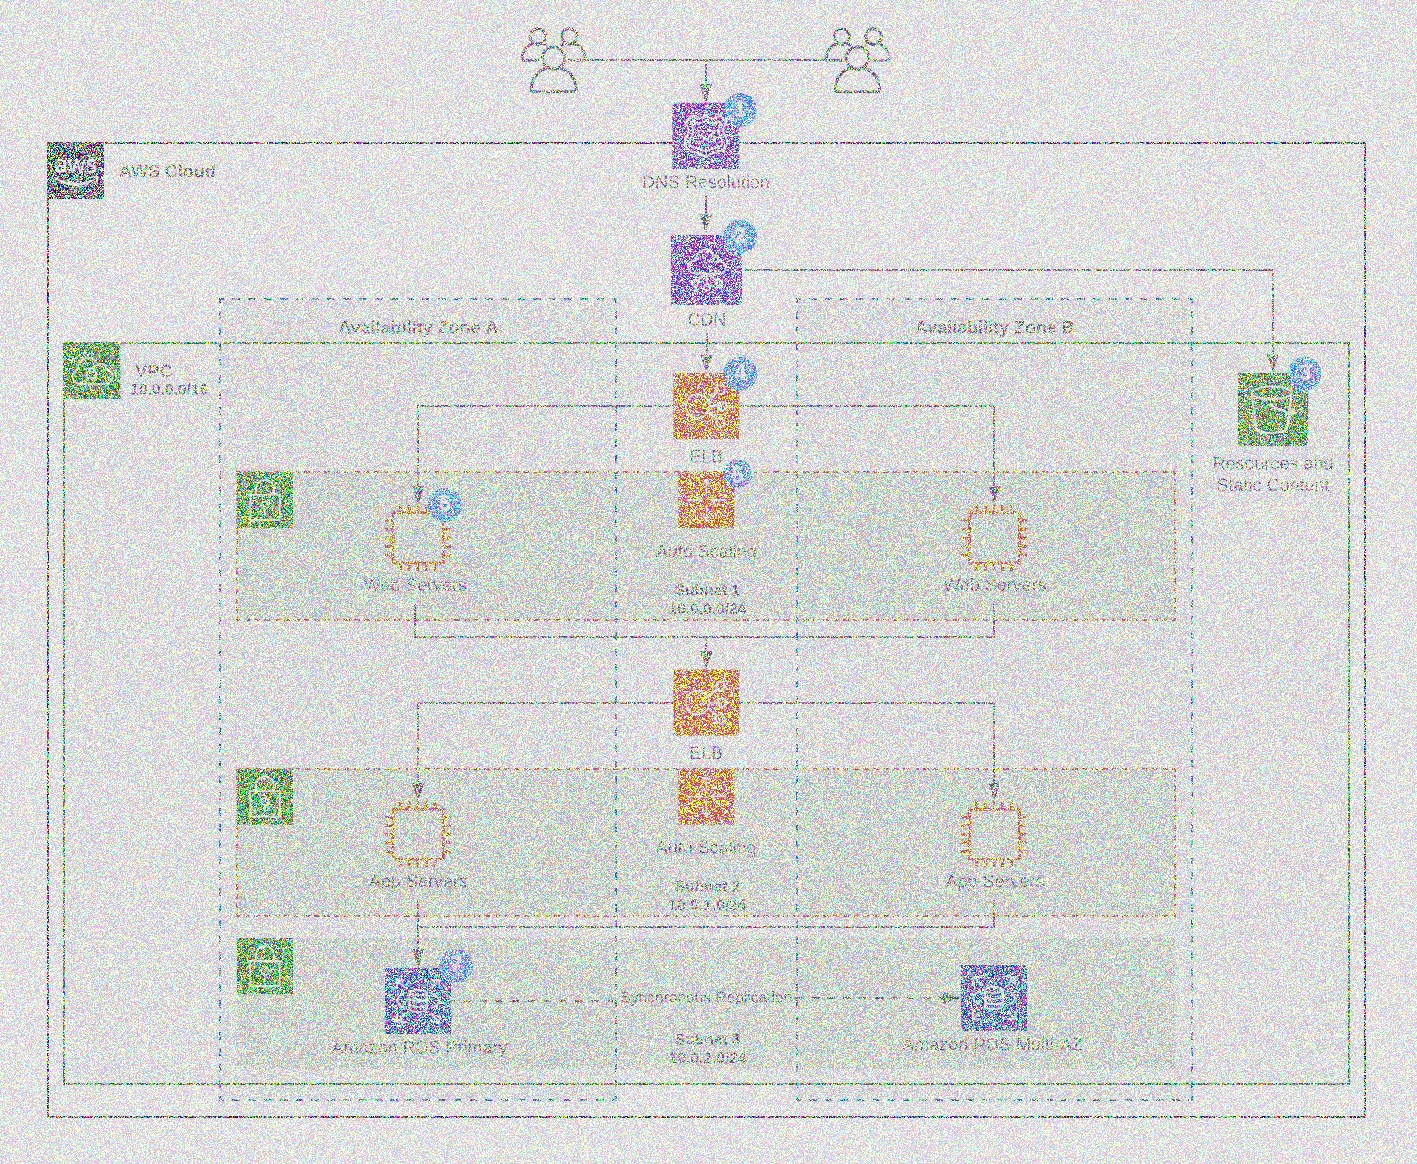 DNS Resolution
aws
AWS Cloud
CDN
Availability Zone A
Availability Zone B
VPC
10.0.0.0/16
4
ELB
Resources and
Static Content
Auto Scaling
Web Servers
Web Servers
Subnet 1
10.0.0.0/24
ELB
Auto Scaling
App Servers
App Servers
Subnet 2
10.0.1.0/24
Synchronous Replication
Amazon RDS Primary
Amazon RDS Multi-AZ
Subnet 3
10.0.2.0/24